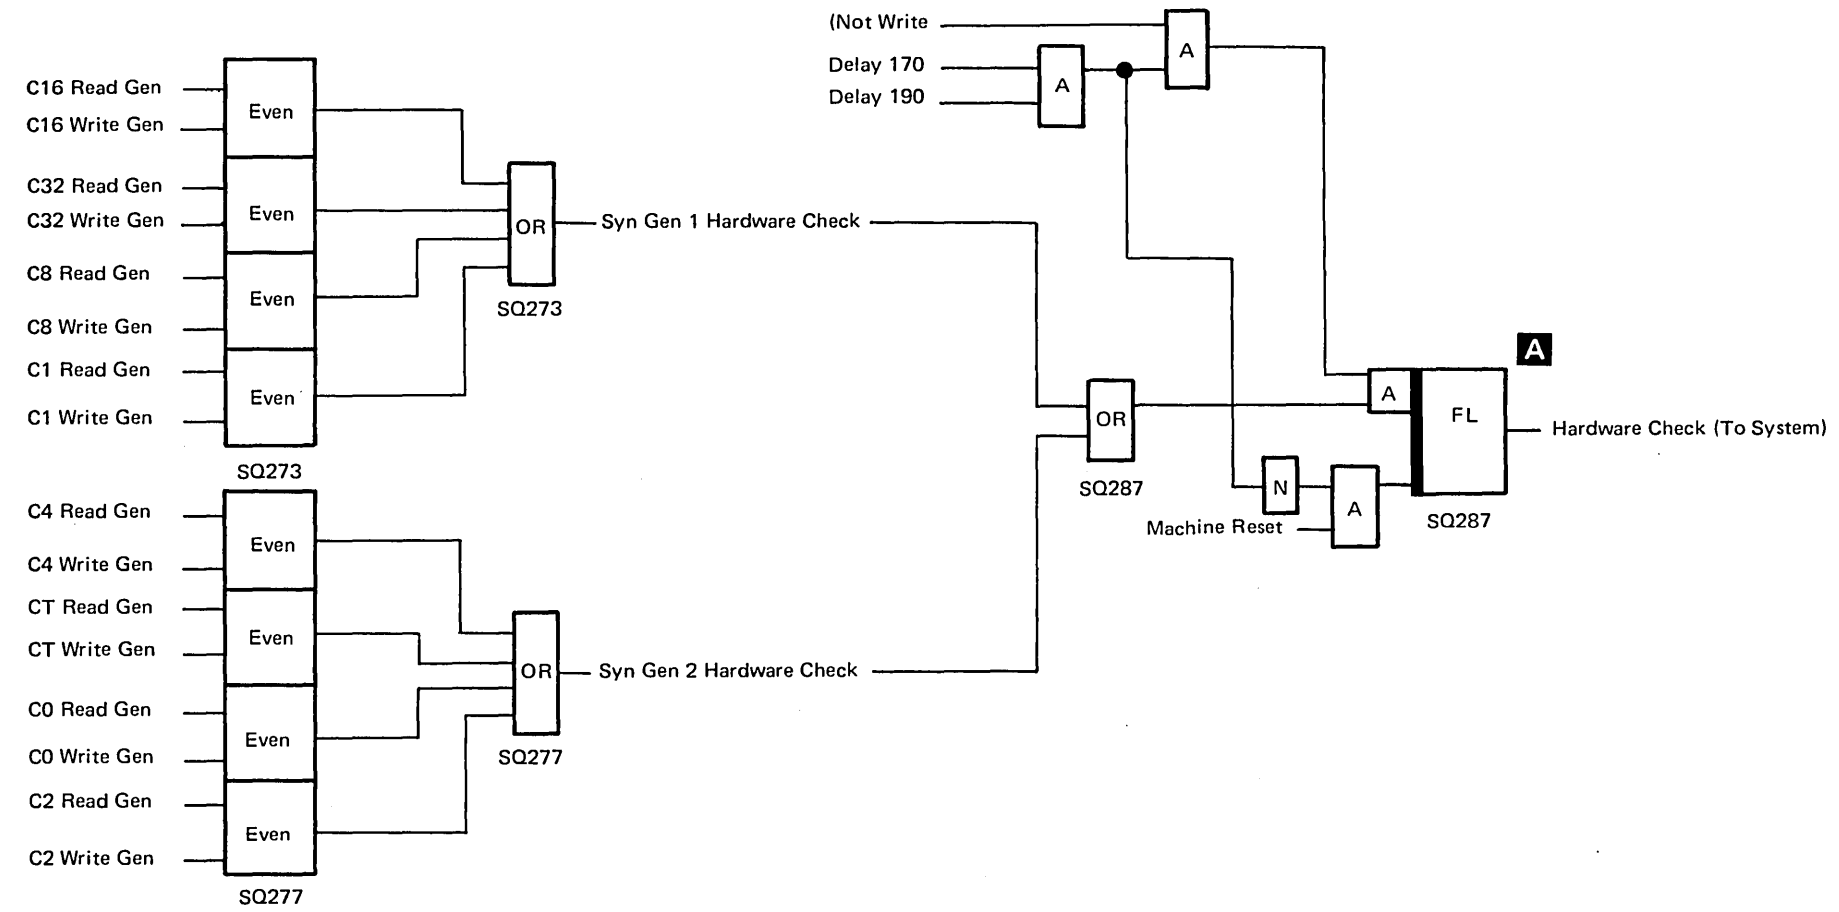 (Not Write
Delay 170
Delay 190
A
A
C16 Read Gen
C16 Write Gen
Even
C32 Read Gen
C32 Write Gen
Even
C8 Read Gen
C8 Write Gen
Even
C1 Read Gen
C1 Write Gen
Even
SQ273
OR
SQ273
Syn Gen 1 Hardware Check
C4 Read Gen
C4 Write Gen
Even
CT Read Gen
CT Write Gen
Even
C0 Read Gen
C0 Write Gen
Even
C2 Read Gen
C2 Write Gen
Even
SQ277
OR
SQ277
Syn Gen 2 Hardware Check
OR
SQ287
N
Machine Reset
A
A
FL
SQ287
A
Hardware Check (To System)